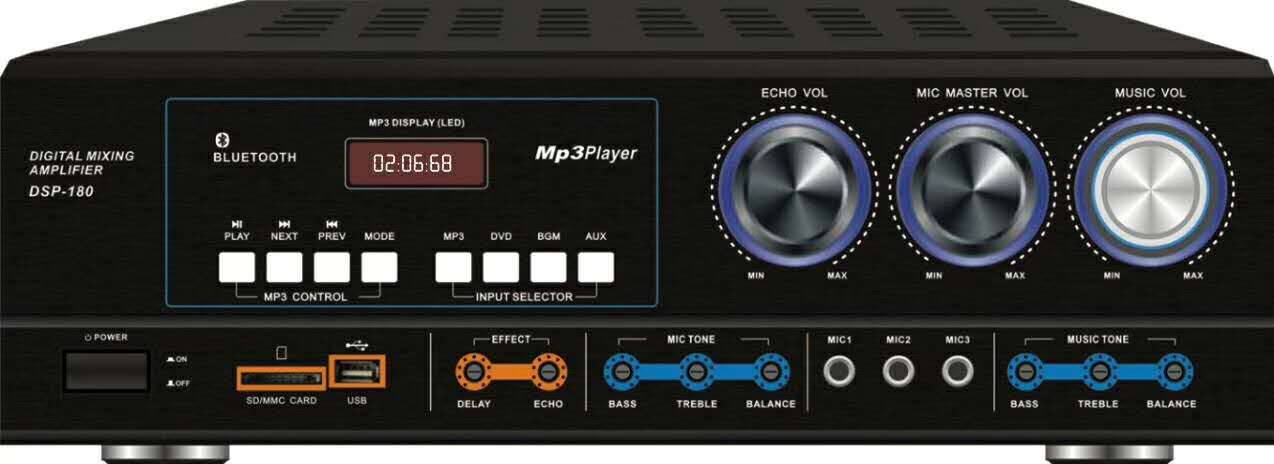 DIGITAL MIXING
AMPLIFIER
DSP-180
BLUETOOTH
MP3 DISPLAY (LED)
02:06:68
Mp3Player
PLAY NEXT PREV MODE
MP3 CONTROL
MP3 DVD BGM AUX
INPUT SELECTOR
ECHO VOL
MIN MAX
MIC MASTER VOL
MIN MAX
MUSIC VOL
MIN MAX
POWER
ON
OFF
SD/MMC CARD
USB
EFFECT
DELAY ECHO
MIC TONE
BASS TREBLE BALANCE
MIC1 MIC2 MIC3
MUSIC TONE
BASS TREBLE BALANCE